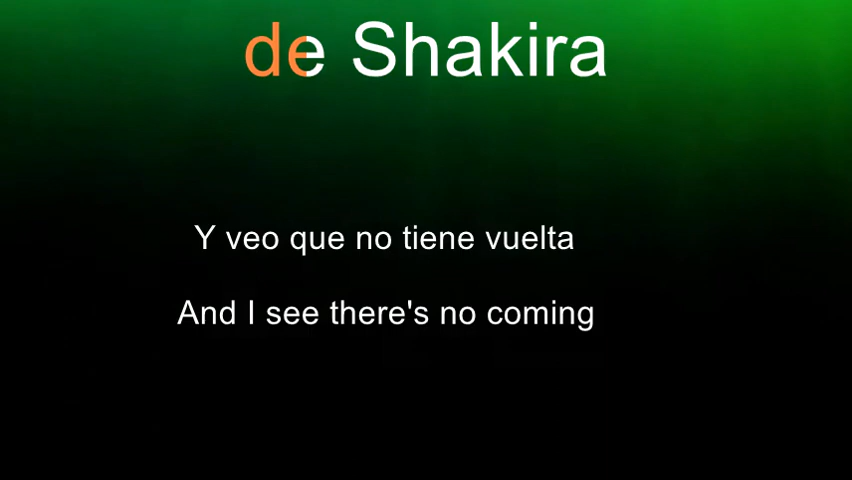 de Shakira
Y veo que no tiene vuelta
And I see there's no coming